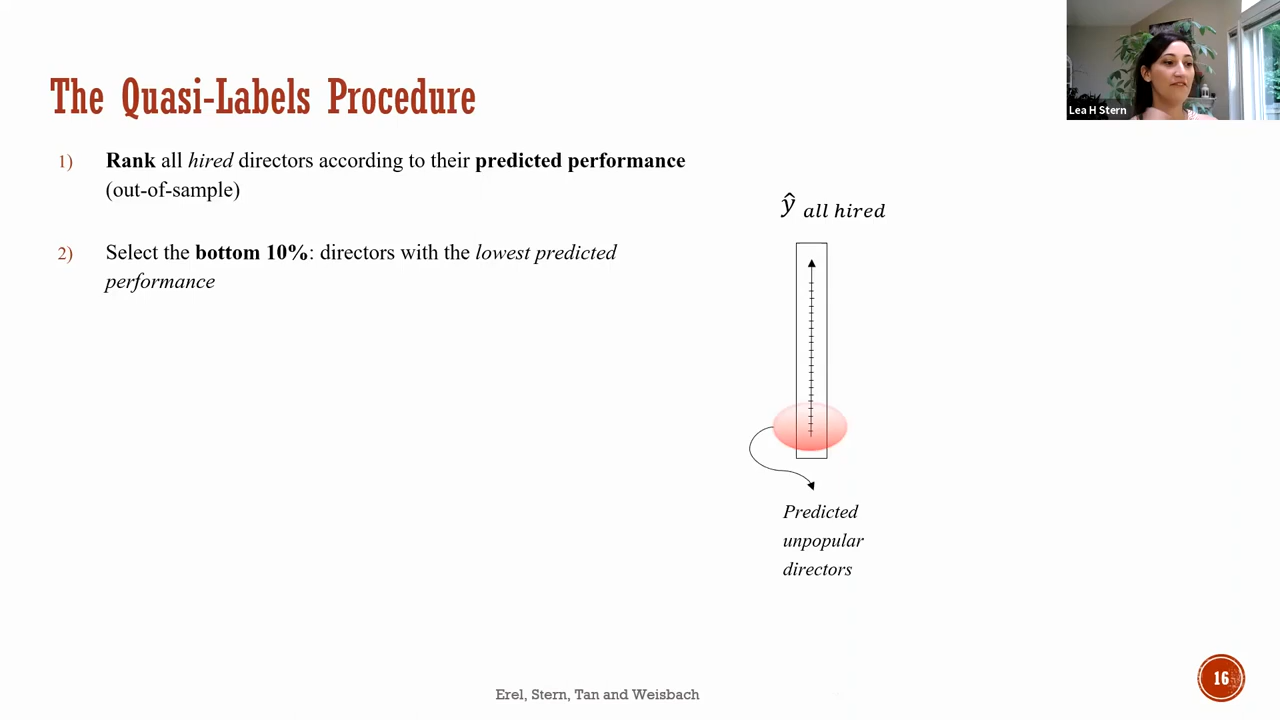 The Quasi-Labels Procedure
1) Rank all hired directors according to their predicted performance
(out-of-sample)
2) Select the bottom 10%: directors with the lowest predicted
performance
ŷ all hired
Predicted
unpopular
directors
Lea H Stern
Erel, Stern, Tan and Weisbach
16